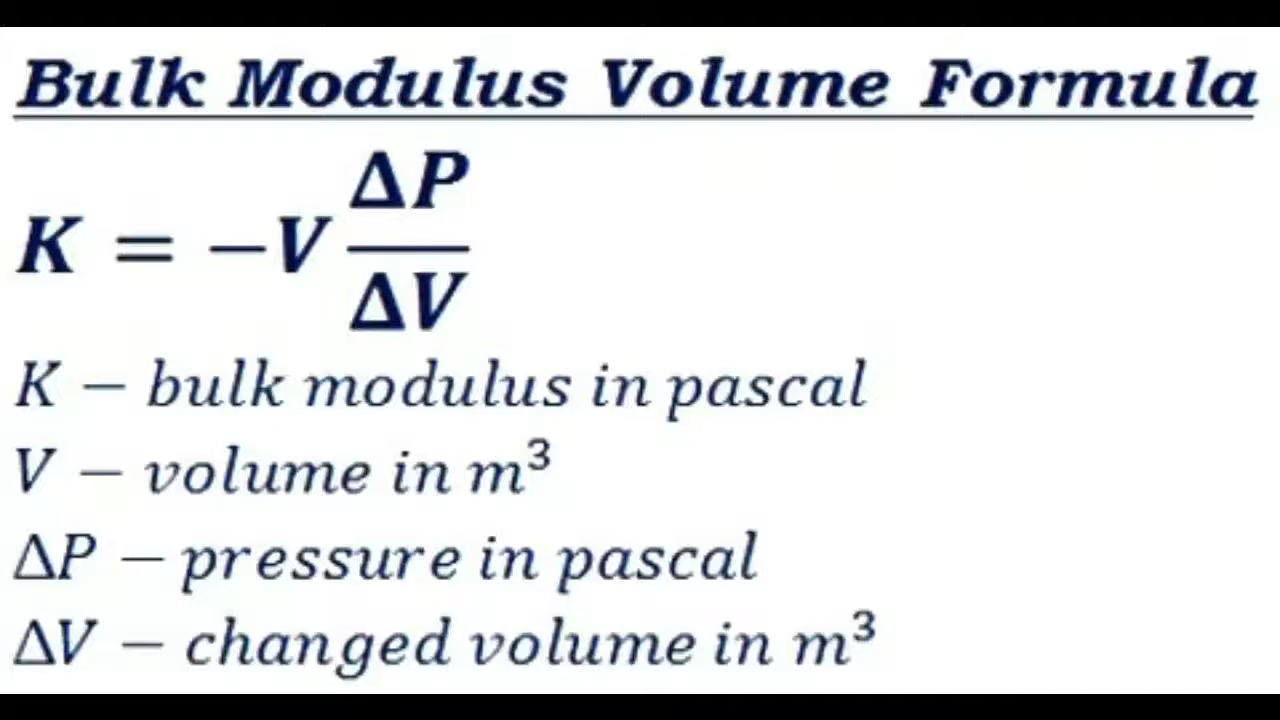 Bulk Modulus Volume Formula
K = −V ΔP/ΔV
K − bulk modulus in pascal
V − volume in m³
ΔP − pressure in pascal
ΔV − changed volume in m³